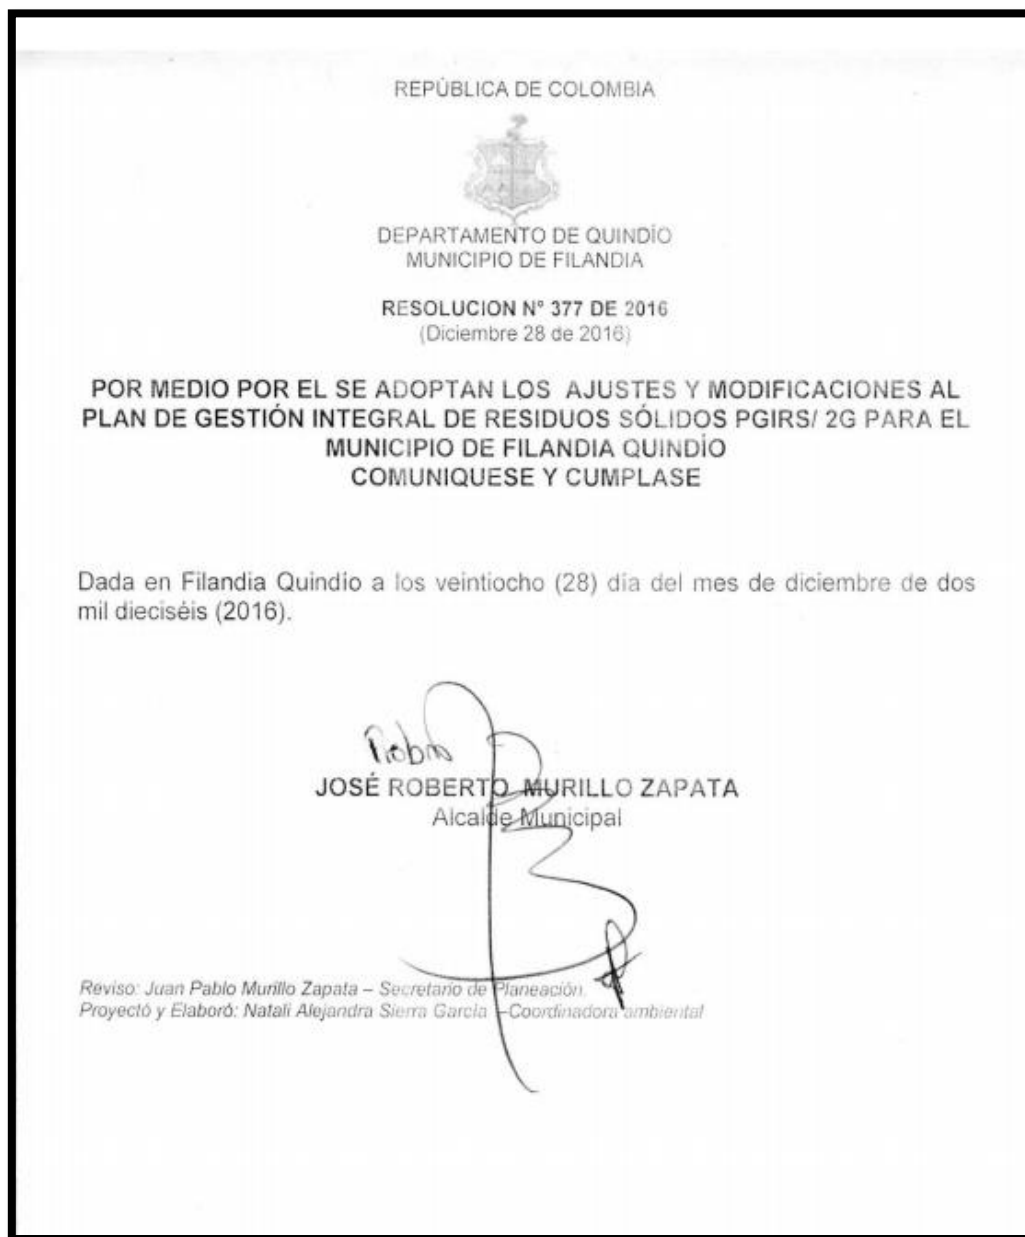 REPÚBLICA DE COLOMBIA
DEPARTAMENTO DE QUINDÍO
MUNICIPIO DE FILANDIA
RESOLUCION Nº 377 DE 2016
(Diciembre 28 de 2016)
POR MEDIO POR EL SE ADOPTAN LOS AJUSTES Y MODIFICACIONES AL
PLAN DE GESTIÓN INTEGRAL DE RESIDUOS SÓLIDOS PGIRS/ 2G PARA EL
MUNICIPIO DE FILANDIA QUINDÍO
COMUNIQUESE Y CUMPLASE
Dada en Filandia Quindío a los veintiocho (28) día del mes de diciembre de dos
mil dieciséis (2016).
JOSÉ ROBERTO MURILLO ZAPATA
Alcalde Municipal
Reviso: Juan Pablo Murillo Zapata – Secretario de Planeación.
Proyectó y Elaboró: Natali Alejandra Sierra García –Coordinadora ambiental